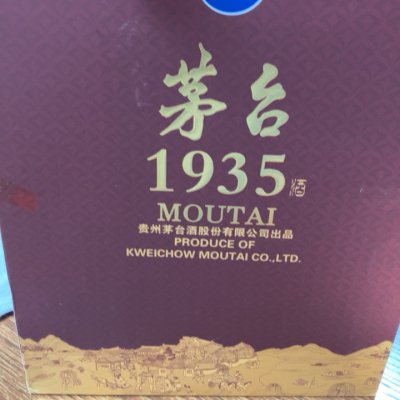 茅台
1935酒
MOUTAI
贵州茅台酒股份有限公司出品
PRODUCE OF
KWEICHOW MOUTAI CO.,LTD.